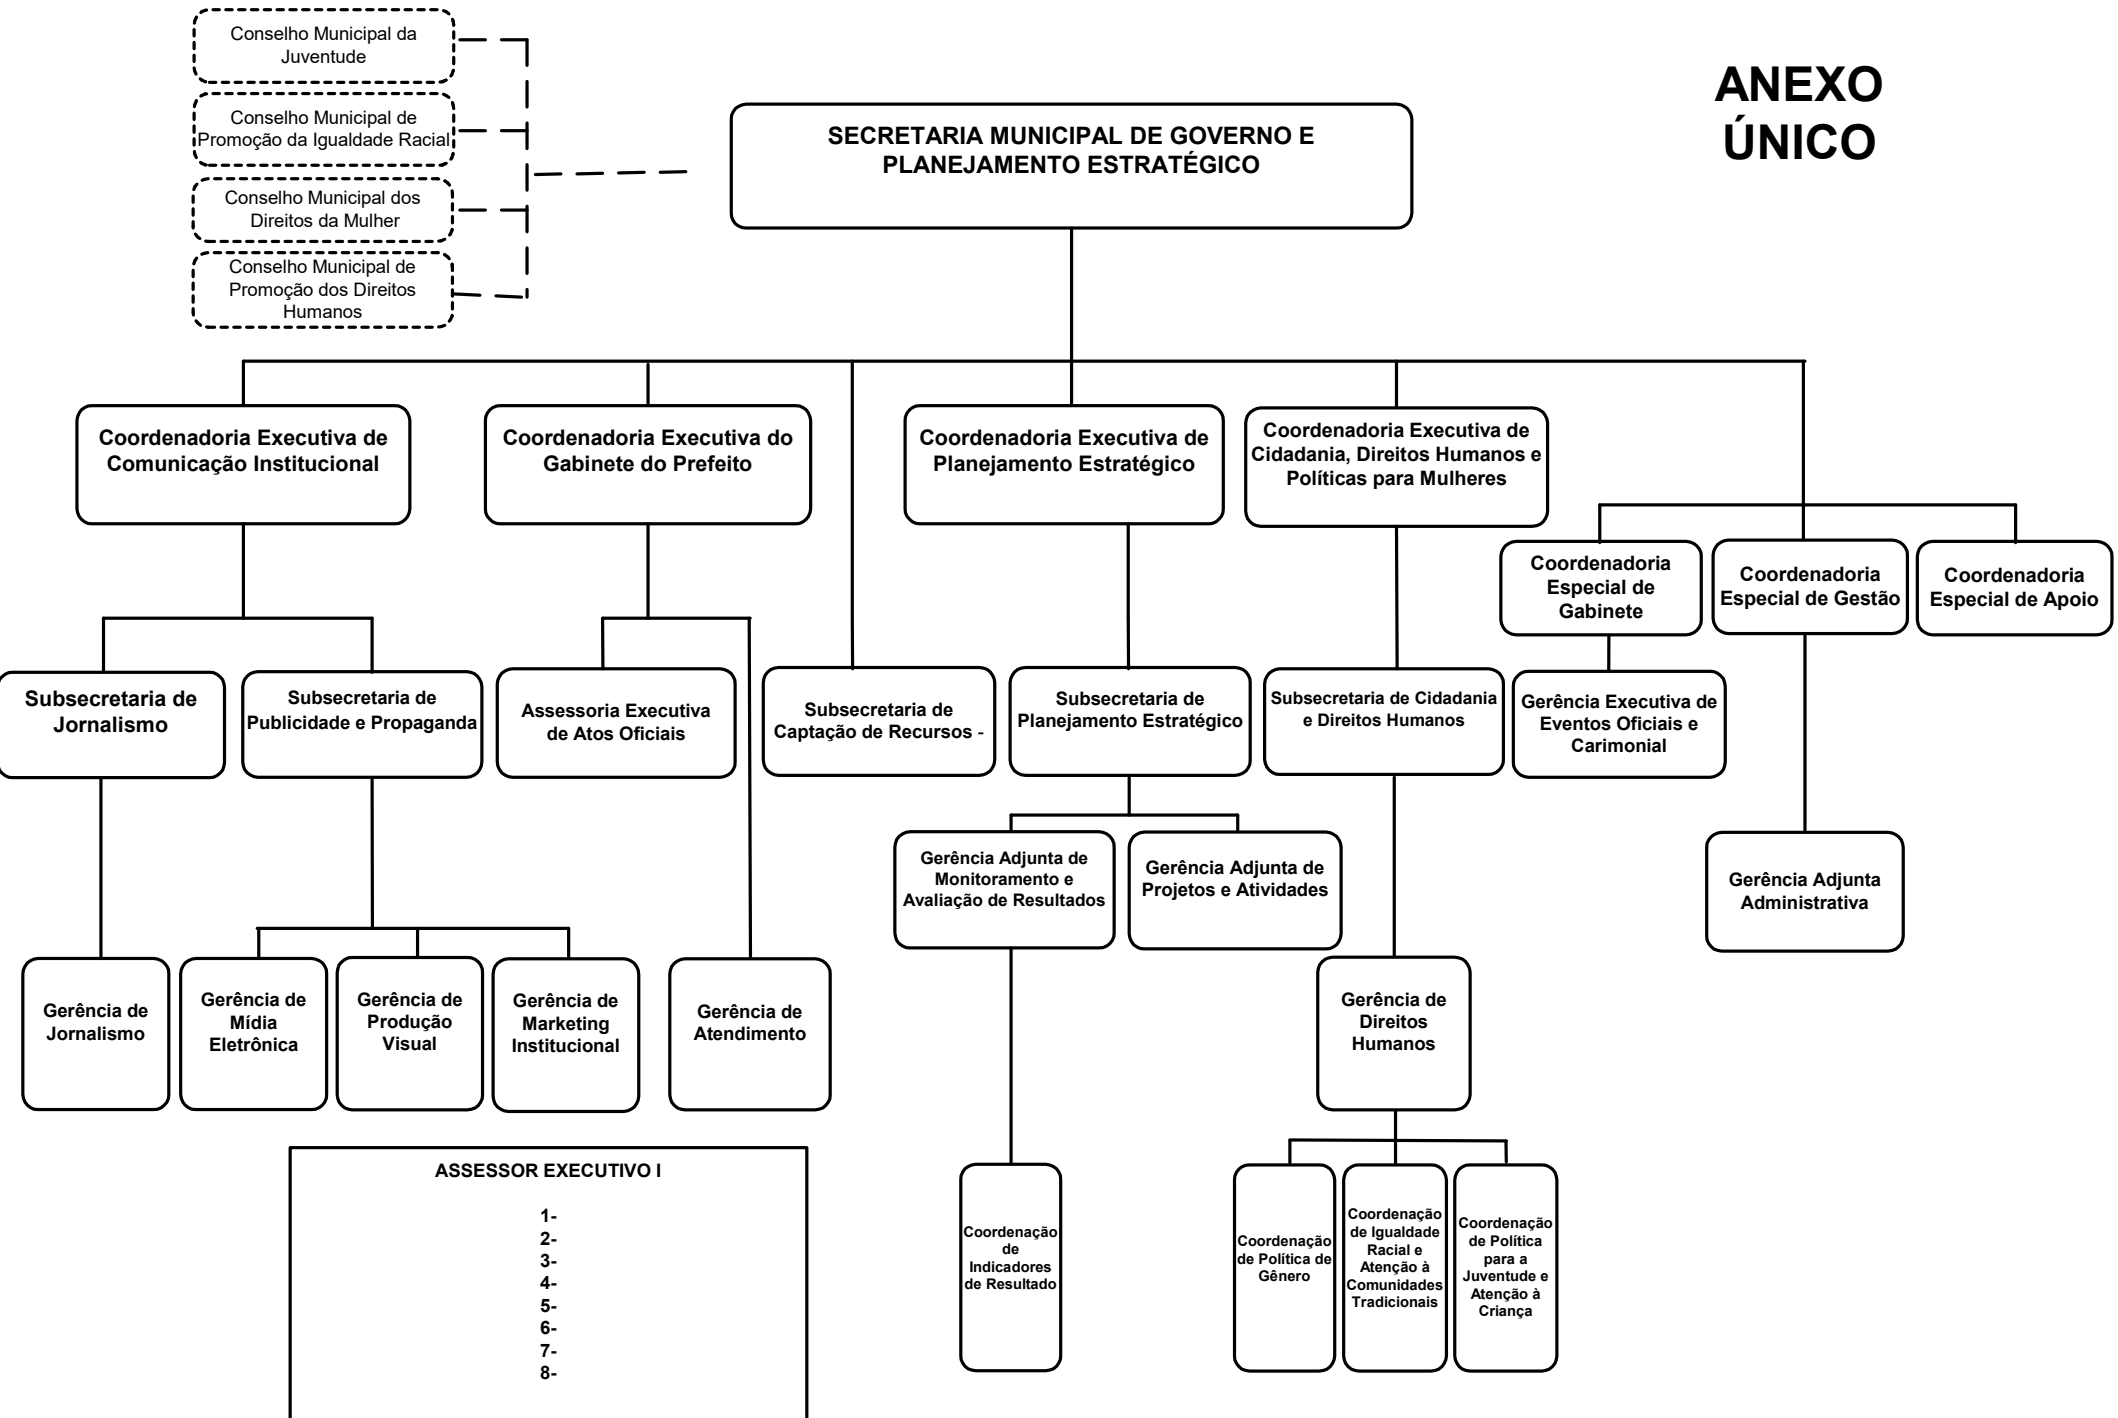 Conselho Municipal da
Juventude
Conselho Municipal de
Promoção da Igualdade Racial
Conselho Municipal dos
Direitos da Mulher
Conselho Municipal de
Promoção dos Direitos
Humanos
SECRETARIA MUNICIPAL DE GOVERNO E
PLANEJAMENTO ESTRATÉGICO
ANEXO
ÚNICO
Coordenadoria Executiva de
Comunicação Institucional
Coordenadoria Executiva do
Gabinete do Prefeito
Coordenadoria Executiva de
Planejamento Estratégico
Coordenadoria Executiva de
Cidadania, Direitos Humanos e
Políticas para Mulheres
Coordenadoria
Especial de
Gabinete
Coordenadoria
Especial de Gestão
Coordenadoria
Especial de Apoio
Subsecretaria de
Jornalismo
Subsecretaria de
Publicidade e Propaganda
Assessoria Executiva
de Atos Oficiais
Subsecretaria de
Captação de Recursos -
Subsecretaria de
Planejamento Estratégico
Subsecretaria de Cidadania
e Direitos Humanos
Gerência Executiva de
Eventos Oficiais e
Carimonial
Gerência Adjunta de
Monitoramento e
Avaliação de Resultados
Gerência Adjunta de
Projetos e Atividades
Gerência Adjunta
Administrativa
Gerência de
Jornalismo
Gerência de
Mídia
Eletrônica
Gerência de
Produção
Visual
Gerência de
Marketing
Institucional
Gerência de
Atendimento
Gerência de
Direitos
Humanos
ASSESSOR EXECUTIVO I
1-
2-
3-
4-
5-
6-
7-
8-
Coordenação
de
Indicadores
de Resultado
Coordenação
de Política de
Gênero
Coordenação
de Igualdade
Racial e
Atenção à
Comunidades
Tradicionais
Coordenação
de Política
para a
Juventude e
Atenção à
Criança